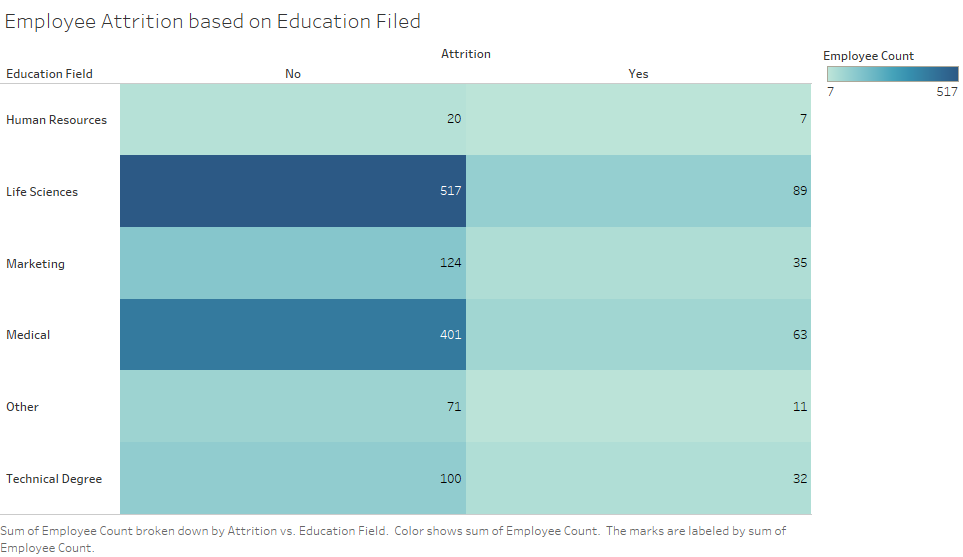 Employee Attrition based on Education Filed
Attrition
Employee Count
Education Field No Yes
7 517
Human Resources 20 7
Life Sciences 517 89
Marketing 124 35
Medical 401 63
Other 71 11
Technical Degree 100 32
Sum of Employee Count broken down by Attrition vs. Education Field. Color shows sum of Employee Count. The marks are labeled by sum of
Employee Count.